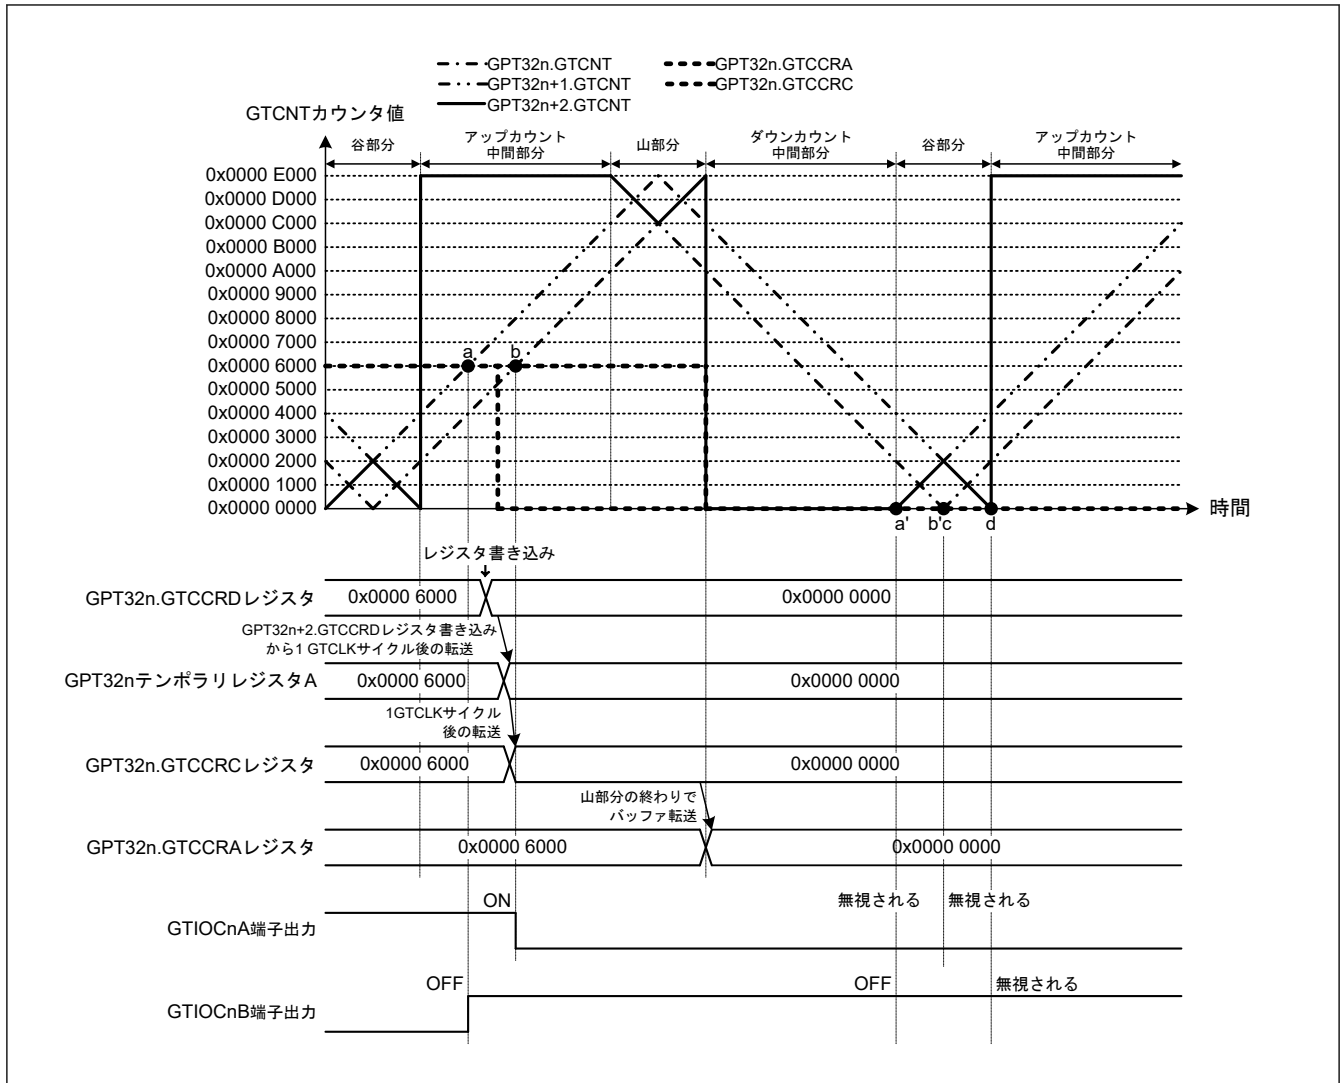 GPT32n.GTCNT
GPT32n+1.GTCNT
GPT32n+2.GTCNT
GPT32n.GTCCRA
GPT32n.GTCCRC
GTCNTカウンタ値
谷部分
アップカウント
中間部分
山部分
ダウンカウント
中間部分
谷部分
アップカウント
中間部分
0x0000 E000
0x0000 D000
0x0000 C000
0x0000 B000
0x0000 A000
0x0000 9000
0x0000 8000
0x0000 7000
0x0000 6000
0x0000 5000
0x0000 4000
0x0000 3000
0x0000 2000
0x0000 1000
0x0000 0000
a
b
a'
b'c
d
時間
レジスタ書き込み
GPT32n.GTCCRDレジスタ
0x0000 6000
0x0000 0000
GPT32n+2.GTCCRDレジスタ書き込み
から1 GTCLKサイクル後の転送
GPT32nテンポラリレジスタA
0x0000 6000
0x0000 0000
1GTCLKサイクル
後の転送
GPT32n.GTCCRCレジスタ
0x0000 6000
0x0000 0000
山部分の終わりで
バッファ転送
GPT32n.GTCCRAレジスタ
0x0000 6000
0x0000 0000
GTIOCnA端子出力
ON
無視される
無視される
GTIOCnB端子出力
OFF
OFF
無視される